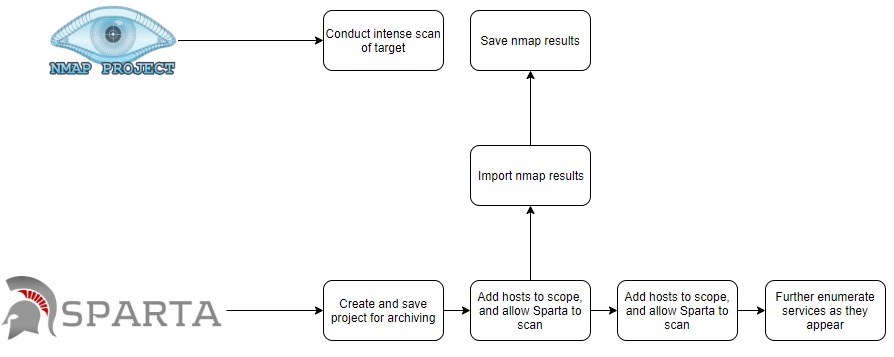 NMAP PROJECT
Conduct intense scan
of target
Save nmap results
Import nmap results
SPARTA
Create and save
project for archiving
Add hosts to scope,
and allow Sparta to
scan
Add hosts to scope,
and allow Sparta to
scan
Further enumerate
services as they
appear